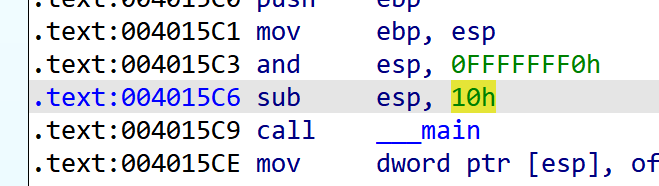 .text:004015C0 push ebp
.text:004015C1 mov ebp, esp
.text:004015C3 and esp, 0FFFFFFF0h
.text:004015C6 sub esp, 10h
.text:004015C9 call ___main
.text:004015CE mov dword ptr [esp], of